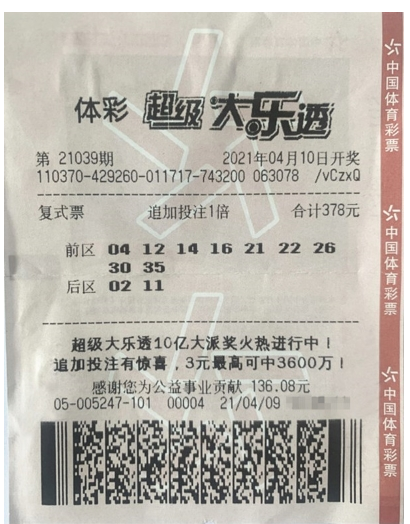 体彩 超级大乐透
第 21039期 2021年04月10日开奖
110370-429260-011717-743200 063078 /vCzxQ
复式票 追加投注1倍 合计378元
前区 04 12 14 16 21 22 26
30 35
后区 02 11
超级大乐透10亿大派奖火热进行中！
追加投注有惊喜，3元最高可中3600万！
感谢您为公益事业贡献 136.08元
05-005247-101 00004 21/04/09
中国体育彩票
中国体育彩票
中国体育彩票